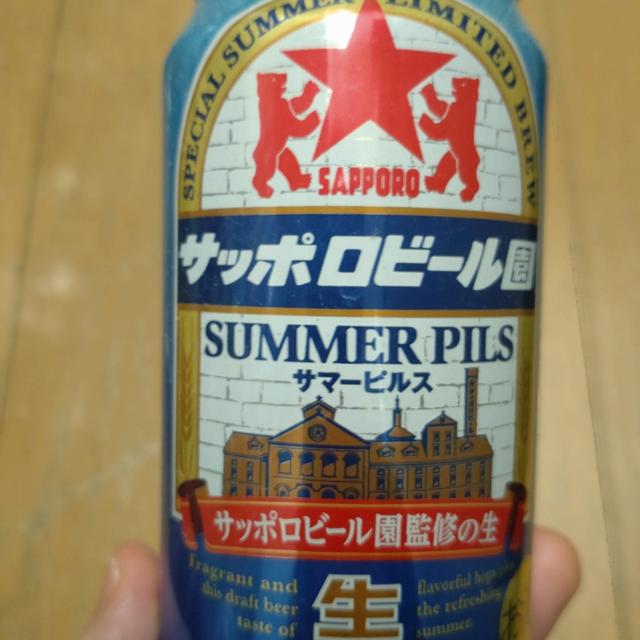 SPECIAL SUMMER LIMITED BREW
SAPPORO
サッポロビール園
SUMMER PILS
サマーピルス
サッポロビール園監修の生
Fragrant and
this draft beer
taste of
生
flavorful hops
the refreshing
summer.